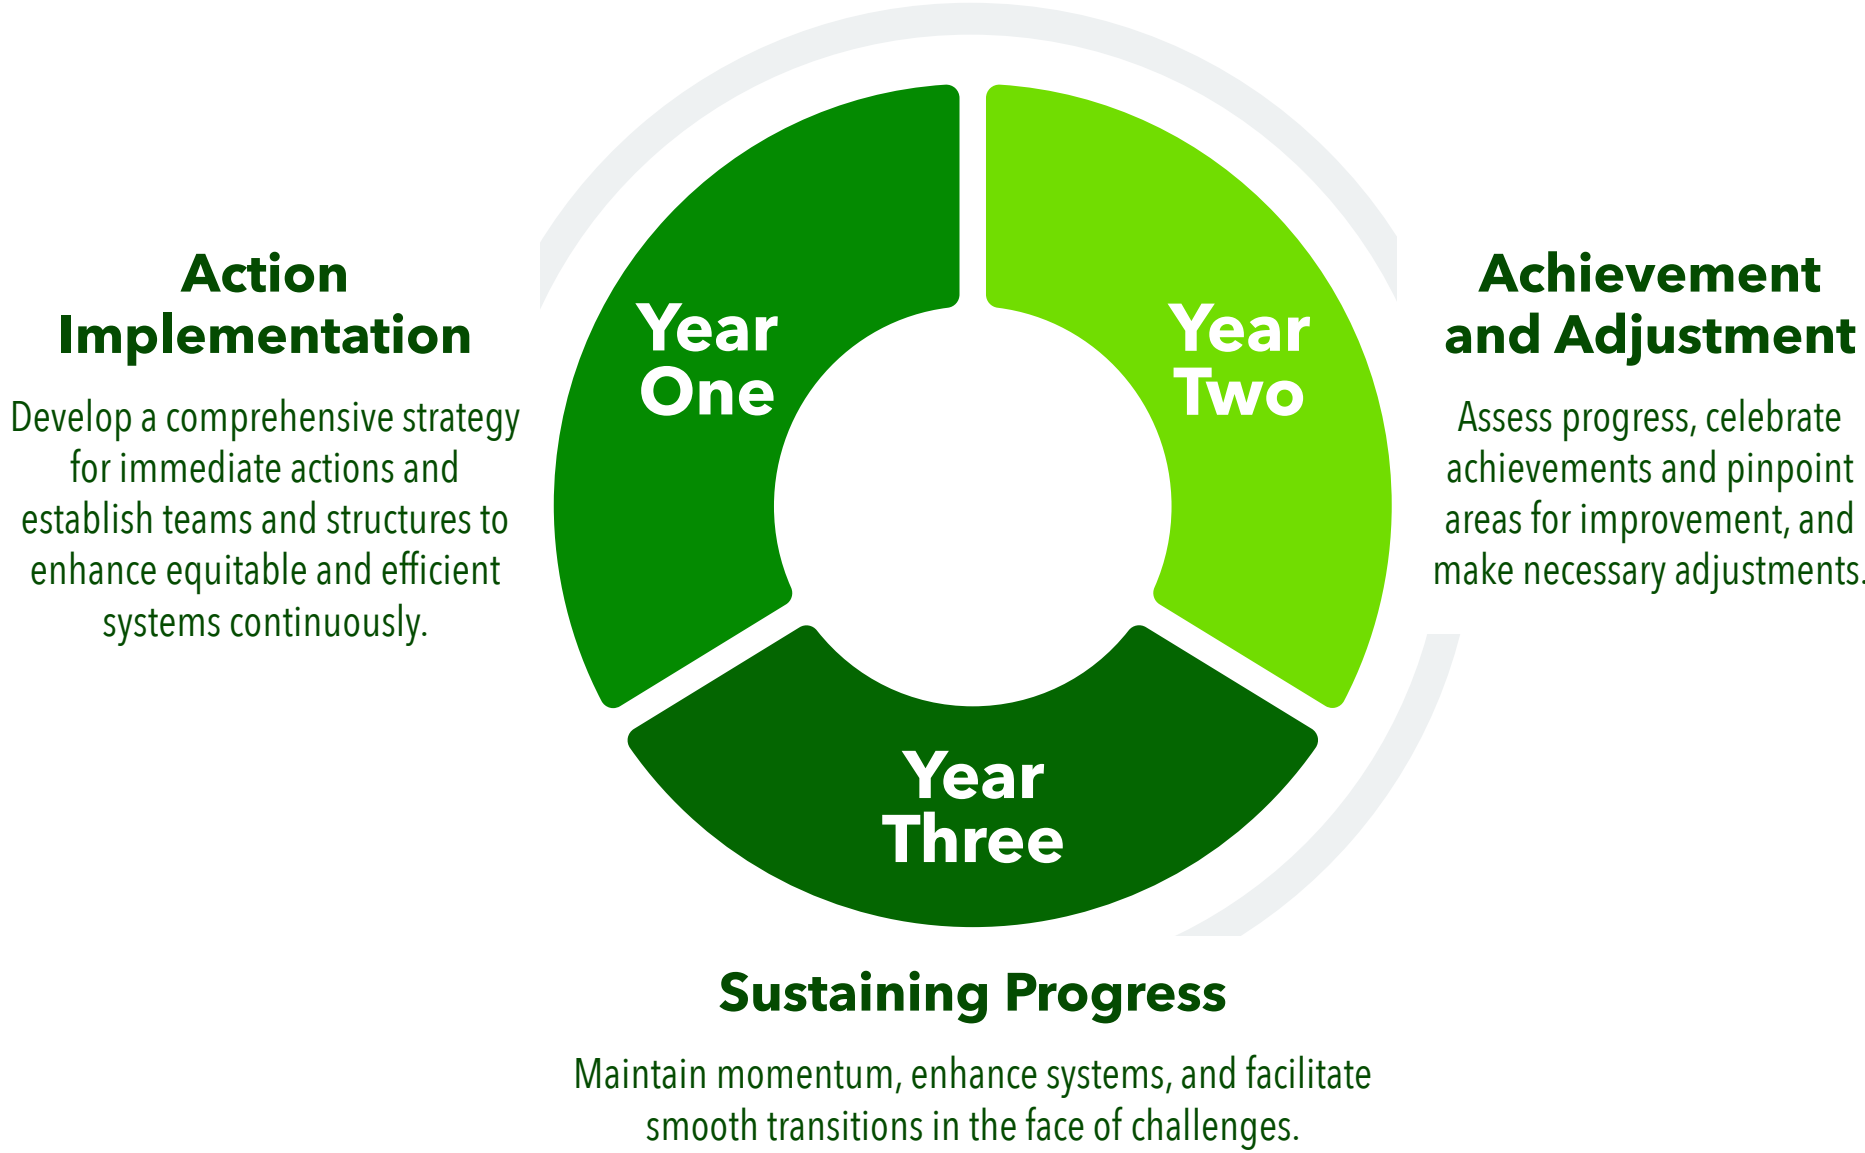 Action
Implementation
Develop a comprehensive strategy
for immediate actions and
establish teams and structures to
enhance equitable and efficient
systems continuously.
Year
One
Year
Two
Achievement
and Adjustment
Assess progress, celebrate
achievements and pinpoint
areas for improvement, and
make necessary adjustments.
Year
Three
Sustaining Progress
Maintain momentum, enhance systems, and facilitate
smooth transitions in the face of challenges.